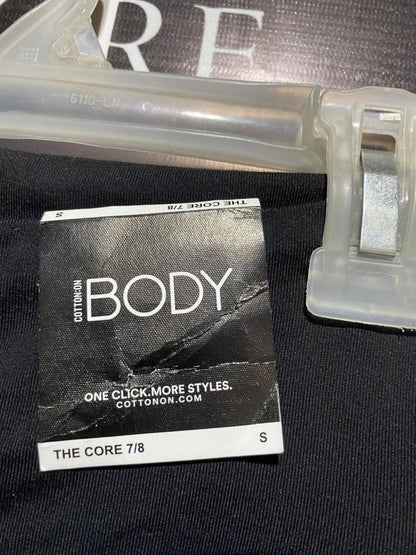 RE
6110-LN
THE CORE 7/8
S
COTTON:ON
BODY
ONE CLICK.MORE STYLES.
COTTONON.COM
THE CORE 7/8
S